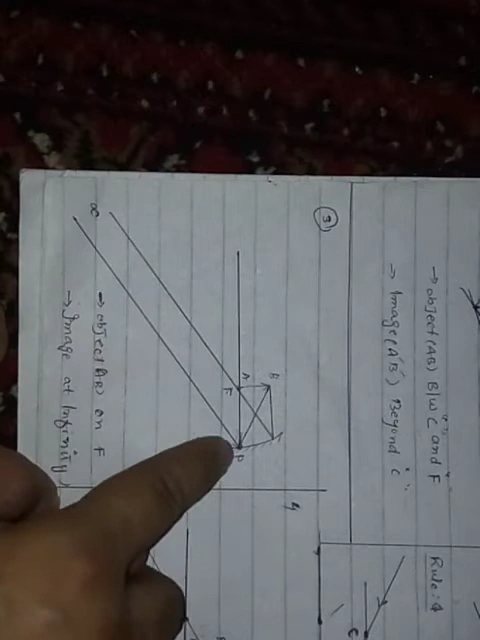 → object (AB) B/W "C" and F
→ Image (A'B') Beyond "C"
Rule: 4
③
B
A
F
P
∞
→ object (AB) on F
→ Image at Infinity
C